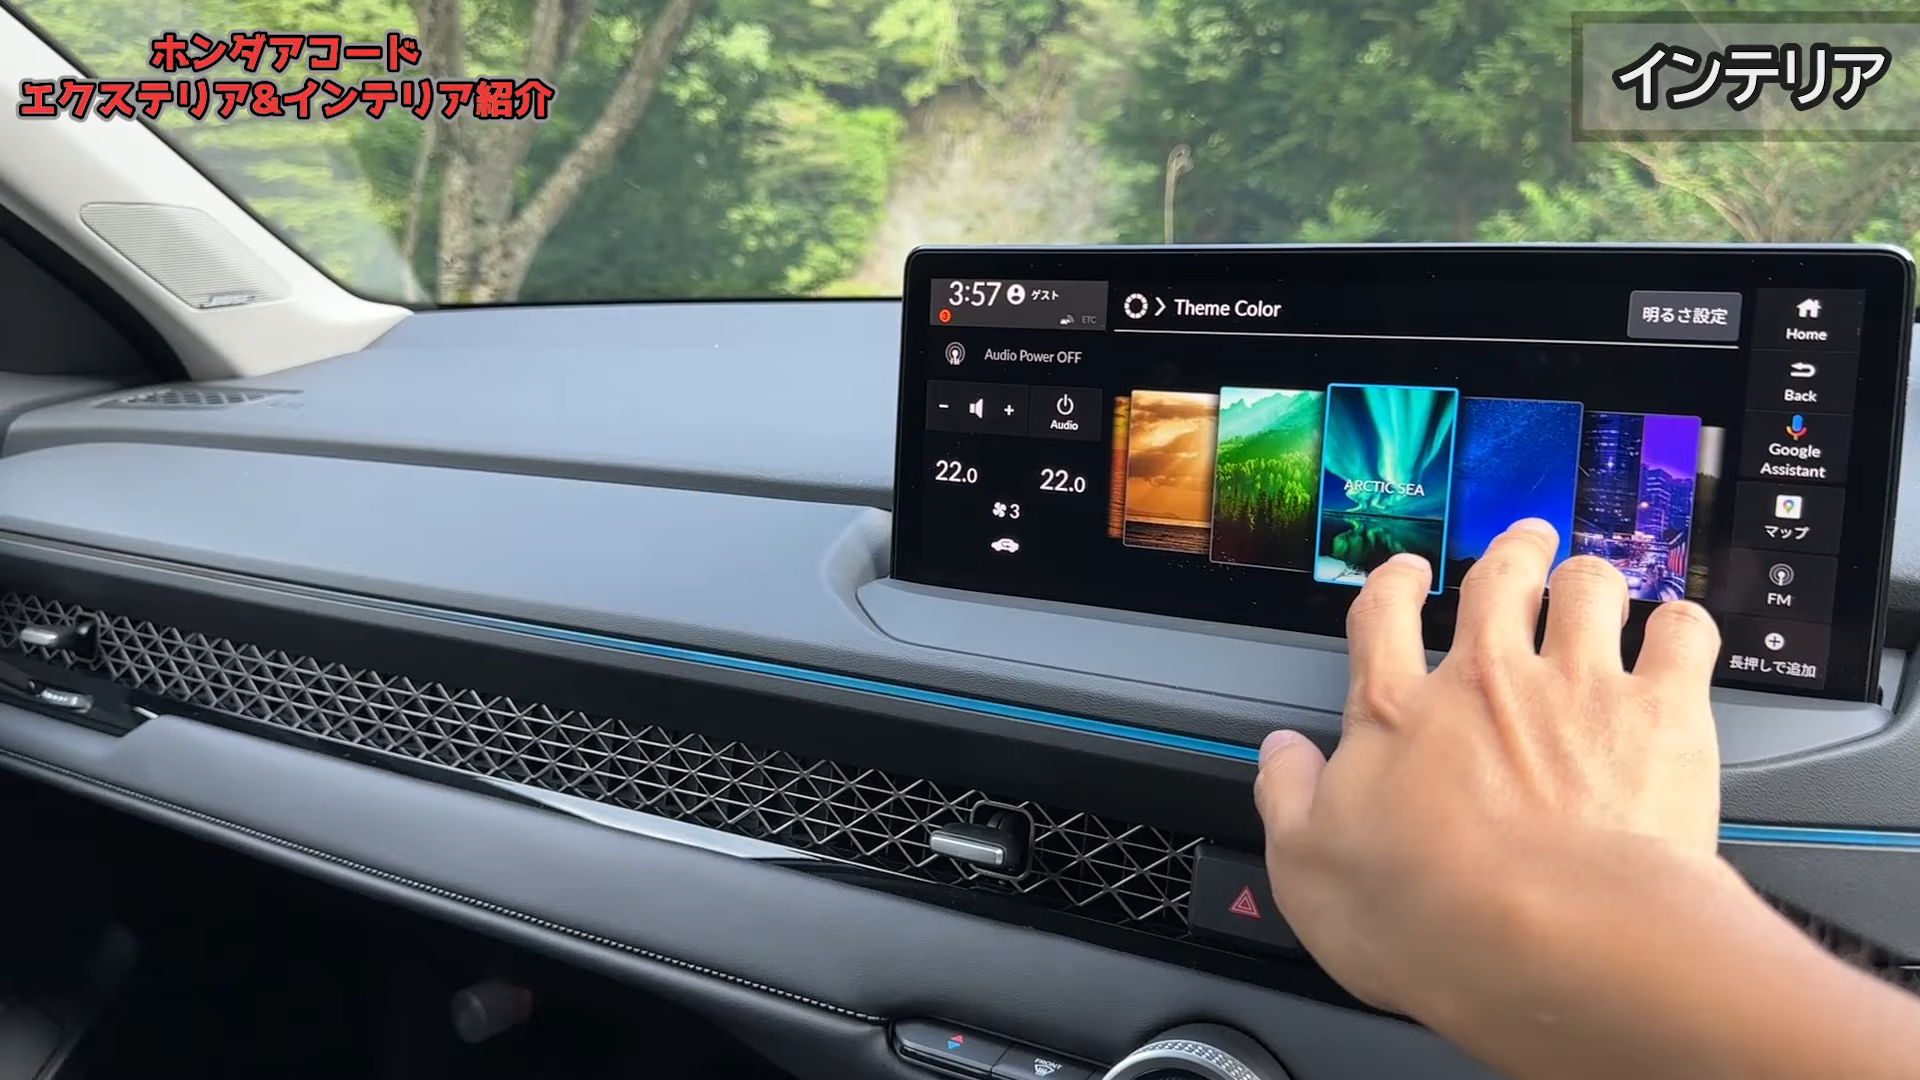 ホンダアコード
エクステリア&インテリア紹介
インテリア
BOSE
3:57 ゲスト
3
ETC
Theme Color
明るさ設定
Audio Power OFF
- +
Audio
22.0
22.0
3
ARCTIC SEA
Home
Back
Google
Assistant
マップ
FM
長押しで追加
FRONT